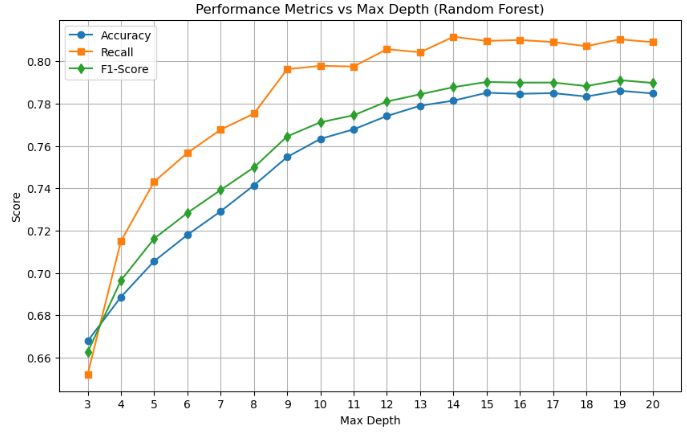 Performance Metrics vs Max Depth (Random Forest)
Accuracy
Recall
F1-Score
Score
0.80
0.78
0.76
0.74
0.72
0.70
0.68
0.66
3 4 5 6 7 8 9 10 11 12 13 14 15 16 17 18 19 20
Max Depth